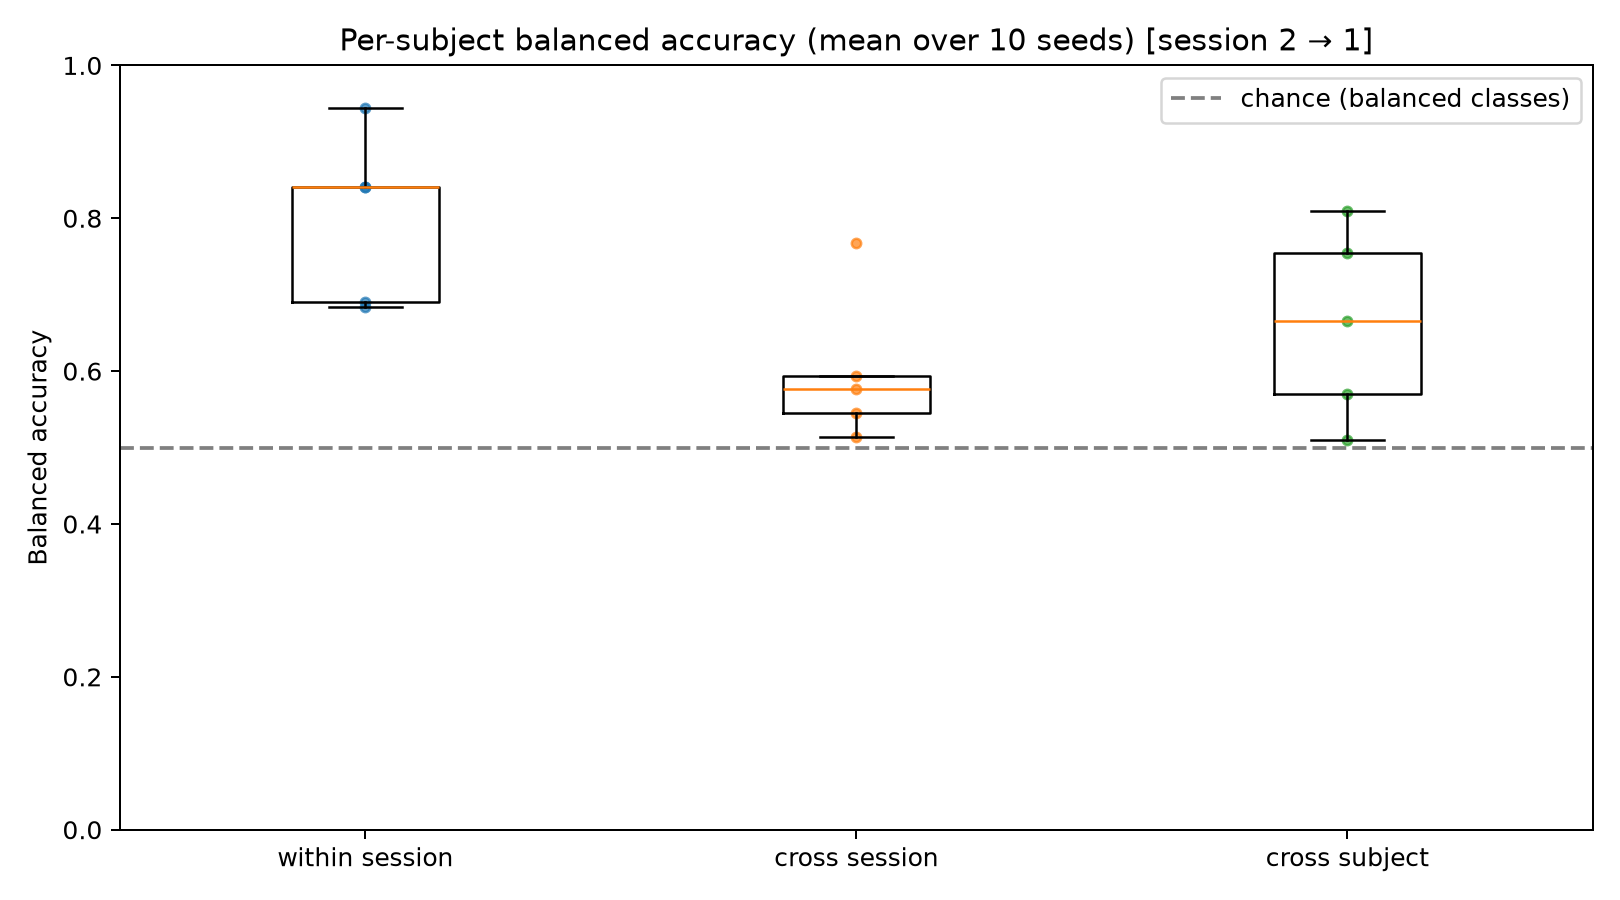 Per-subject balanced accuracy (mean over 10 seeds) [session 2 → 1]
1.0
chance (balanced classes)
0.8
0.6
0.4
0.2
0.0
Balanced accuracy
within session
cross session
cross subject